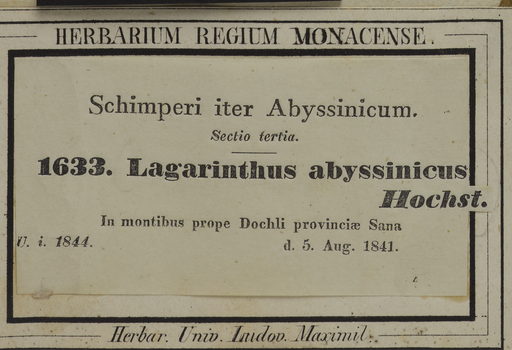 HERBARIUM REGIUM MONACENSE.
Schimperi iter Abyssinicum.
Sectio tertia.
1633. Lagarinthus abyssinicus
Hochst.
In montibus prope Dochli provinciæ Sana
U. i. 1844. d. 5. Aug. 1841.
Herbar. Univ. Ludov. Maximil.